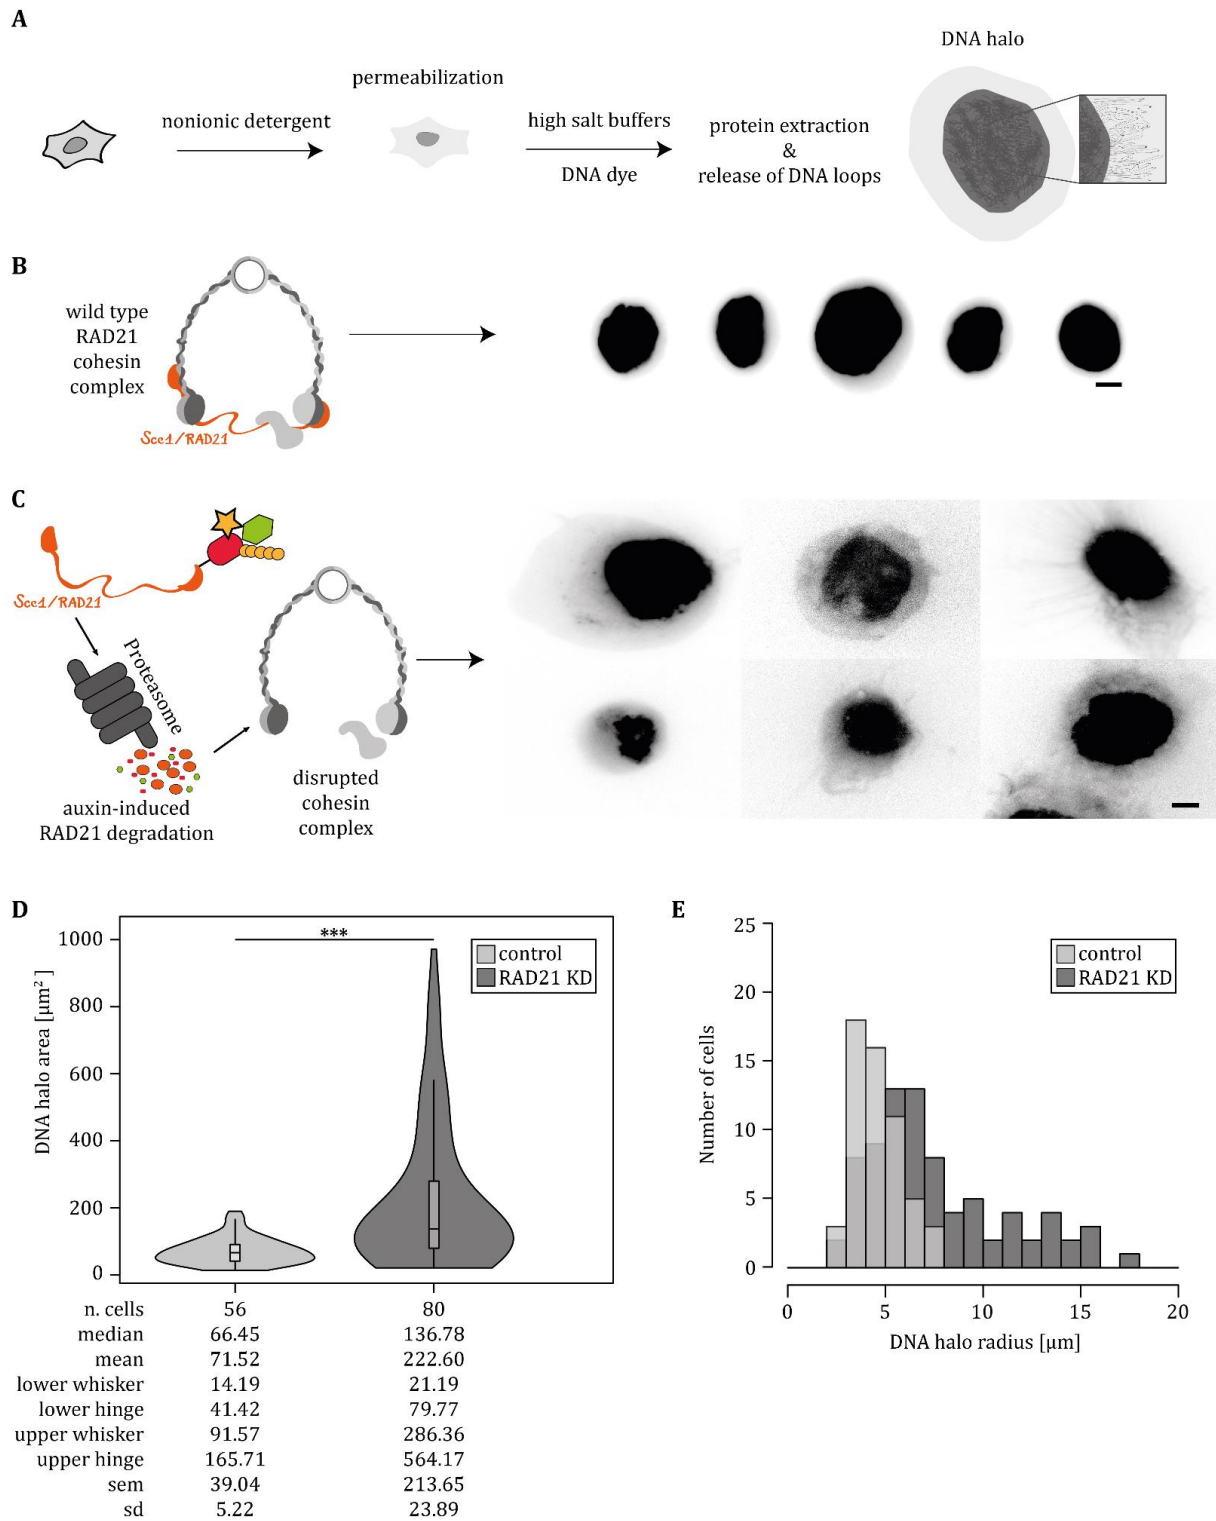 A
nonionic detergent
permeabilization
high salt buffers
DNA dye
protein extraction
&
release of DNA loops
DNA halo
B
wild type
RAD21
cohesin
complex
Scc1/RAD21
C
Scc1/RAD21
Proteasome
auxin-induced
RAD21 degradation
disrupted
cohesin
complex
D
DNA halo area [µm²]
1000
800
600
400
200
0
***
control
RAD21 KD
n. cells 56 80
median 66.45 136.78
mean 71.52 222.60
lower whisker 14.19 21.19
lower hinge 41.42 79.77
upper whisker 91.57 286.36
upper hinge 165.71 564.17
sem 39.04 213.65
sd 5.22 23.89
E
Number of cells
25
20
15
10
5
0
control
RAD21 KD
0 5 10 15 20
DNA halo radius [µm]